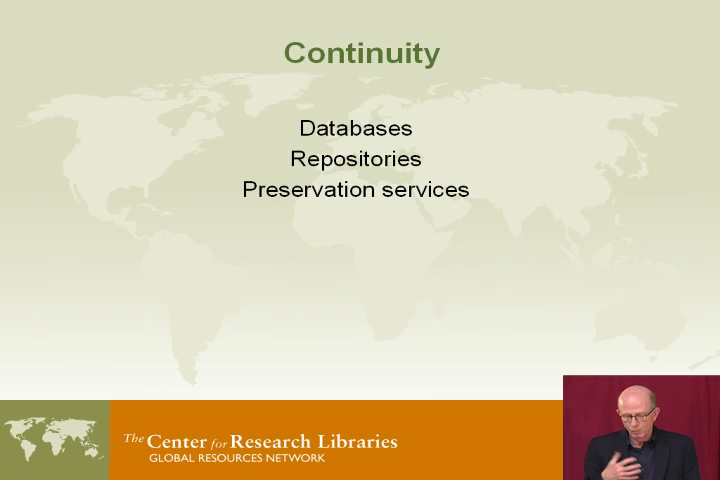 Continuity
Databases
Repositories
Preservation services
The Center for Research Libraries
GLOBAL RESOURCES NETWORK